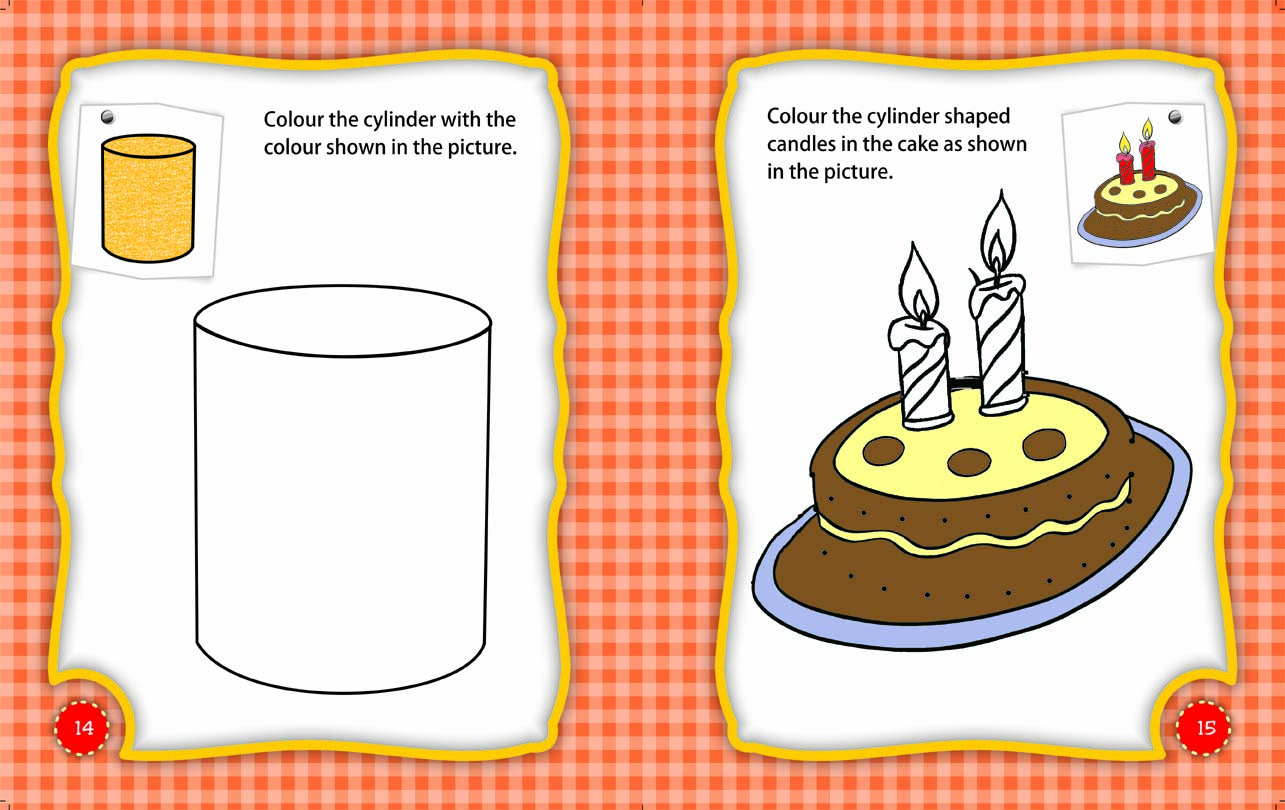 Colour the cylinder with the
colour shown in the picture.
14
Colour the cylinder shaped
candles in the cake as shown
in the picture.
15